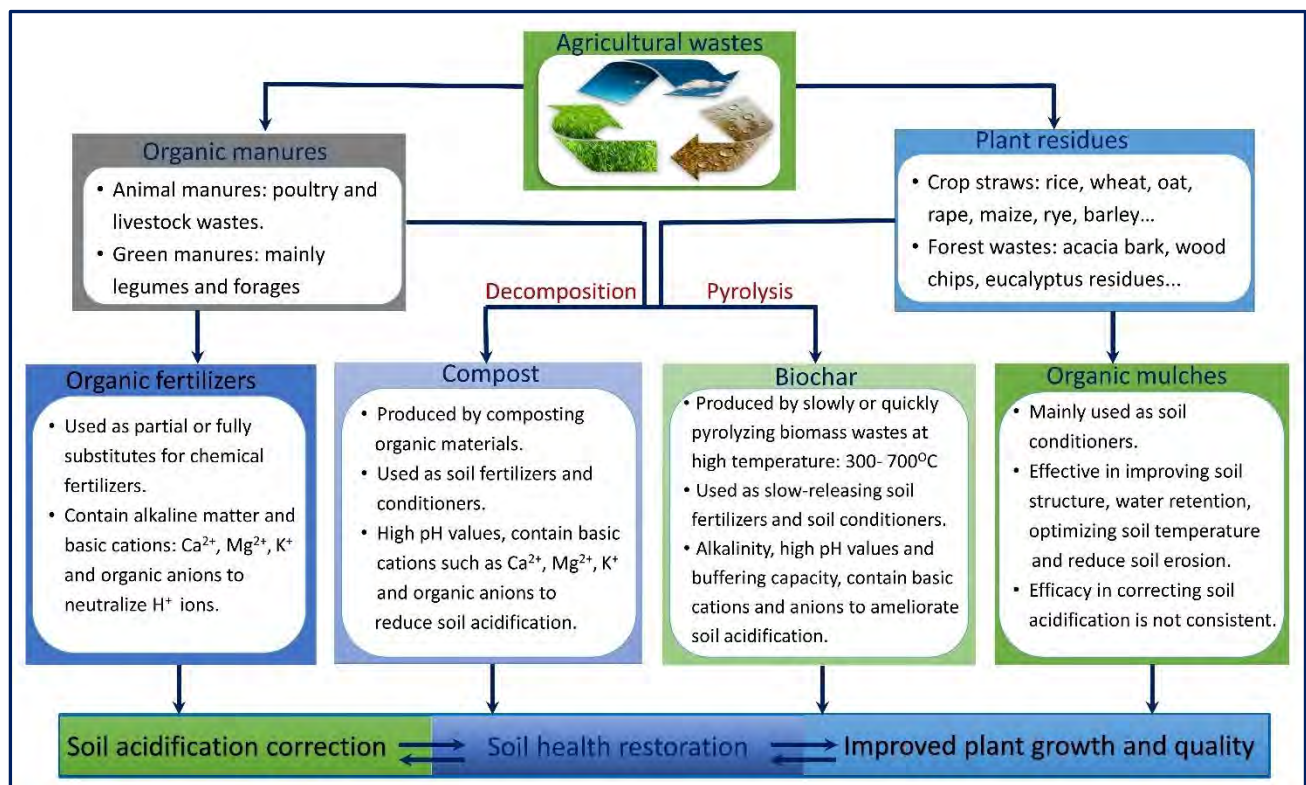 Agricultural wastes
Organic manures
• Animal manures: poultry and
livestock wastes.
• Green manures: mainly
legumes and forages
Plant residues
• Crop straws: rice, wheat, oat,
rape, maize, rye, barley...
• Forest wastes: acacia bark, wood
chips, eucalyptus residues...
Decomposition
Pyrolysis
Organic fertilizers
• Used as partial or fully
substitutes for chemical
fertilizers.
• Contain alkaline matter and
basic cations: Ca²⁺, Mg²⁺, K⁺
and organic anions to
neutralize H⁺ ions.
Compost
• Produced by composting
organic materials.
• Used as soil fertilizers and
conditioners.
• High pH values, contain basic
cations such as Ca²⁺, Mg²⁺, K⁺
and organic anions to
reduce soil acidification.
Biochar
• Produced by slowly or quickly
pyrolyzing biomass wastes at
high temperature: 300- 700ᴼC
• Used as slow-releasing soil
fertilizers and soil conditioners.
• Alkalinity, high pH values and
buffering capacity, contain basic
cations and anions to ameliorate
soil acidification.
Organic mulches
• Mainly used as soil
conditioners.
• Effective in improving soil
structure, water retention,
optimizing soil temperature
and reduce soil erosion.
• Efficacy in correcting soil
acidification is not consistent.
Soil acidification correction
Soil health restoration
Improved plant growth and quality